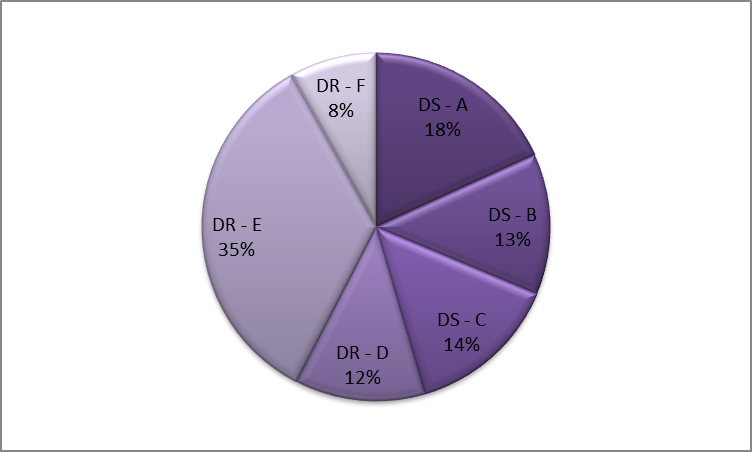 DS - A
18%
DS - B
13%
DS - C
14%
DR - D
12%
DR - E
35%
DR - F
8%